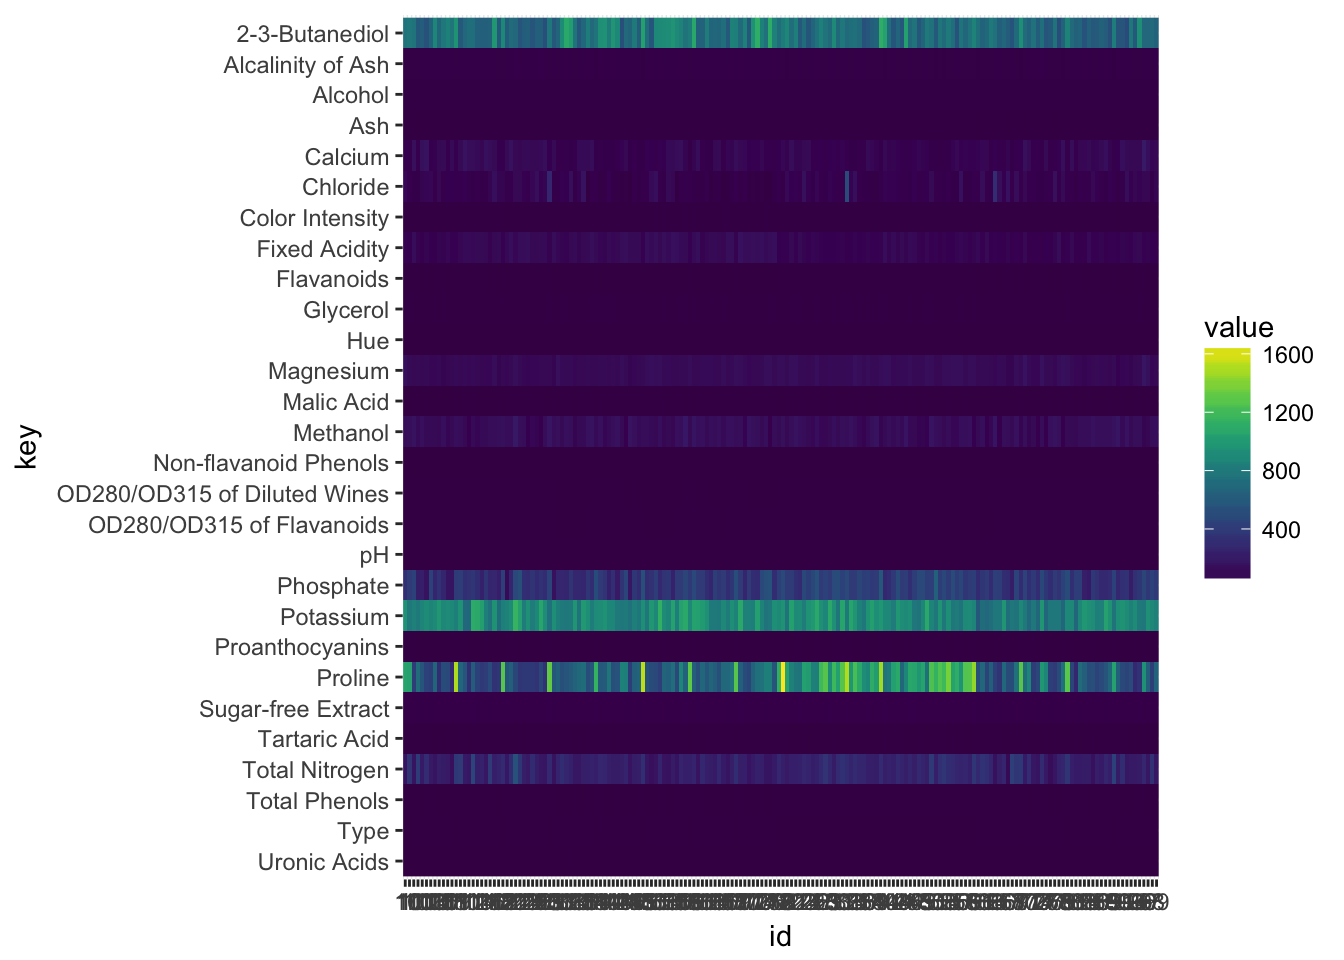 2-3-Butanediol
Alcalinity of Ash
Alcohol
Ash
Calcium
Chloride
Color Intensity
Fixed Acidity
Flavanoids
Glycerol
Hue
Magnesium
Malic Acid
Methanol
Non-flavanoid Phenols
OD280/OD315 of Diluted Wines
OD280/OD315 of Flavanoids
pH
Phosphate
Potassium
Proanthocyanins
Proline
Sugar-free Extract
Tartaric Acid
Total Nitrogen
Total Phenols
Type
Uronic Acids
key
id
value
1600
1200
800
400